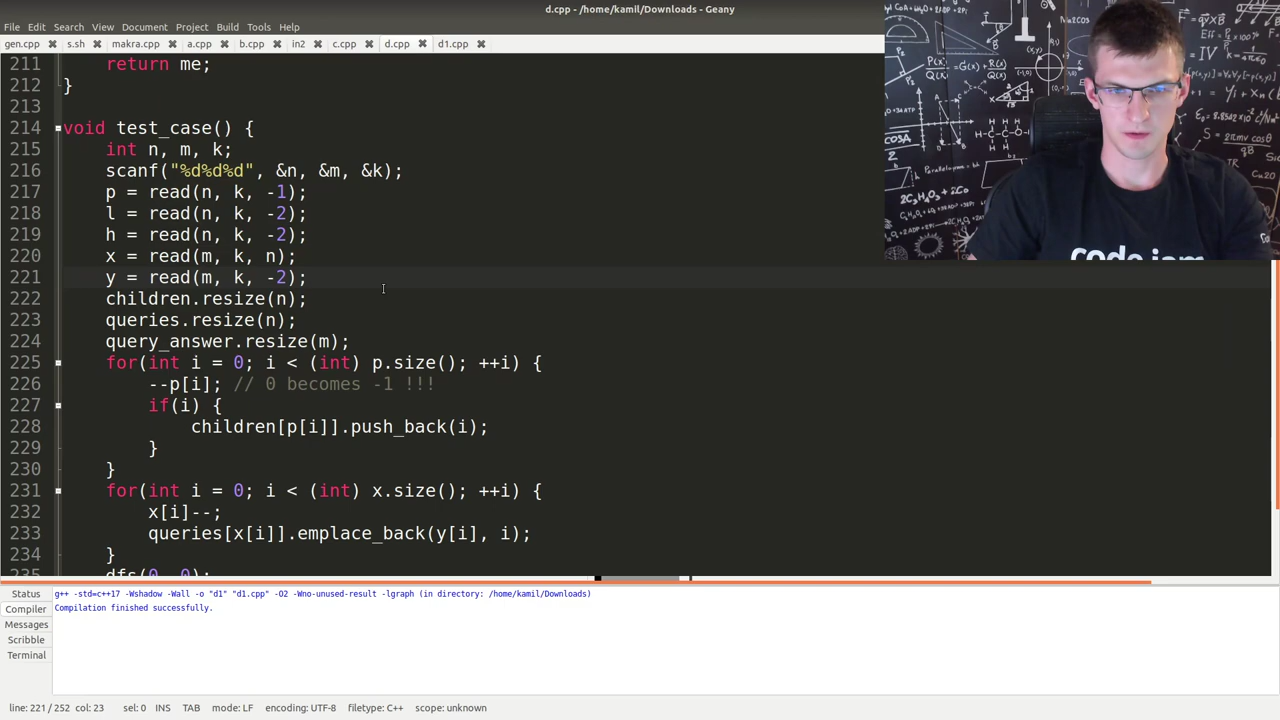 d.cpp - /home/kamil/Downloads - Geany
File Edit Search View Document Project Build Tools Help
gen.cpp s.sh makra.cpp a.cpp b.cpp in2 c.cpp d.cpp d1.cpp
211 return me;
212 }
213
214 void test_case() {
215 int n, m, k;
216 scanf("%d%d%d", &n, &m, &k);
217 p = read(n, k, -1);
218 l = read(n, k, -2);
219 h = read(n, k, -2);
220 x = read(m, k, n);
221 y = read(m, k, -2);
222 children.resize(n);
223 queries.resize(n);
224 query_answer.resize(m);
225 for(int i = 0; i < (int) p.size(); ++i) {
226 --p[i]; // 0 becomes -1 !!!
227 if(i) {
228 children[p[i]].push_back(i);
229 }
230 }
231 for(int i = 0; i < (int) x.size(); ++i) {
232 x[i]--;
233 queries[x[i]].emplace_back(y[i], i);
234 }
235 dfs(0, 0);
code jam
Status
Compiler
Messages
Scribble
Terminal
g++ -std=c++17 -Wshadow -Wall -o "d1" "d1.cpp" -O2 -Wno-unused-result -lgraph (in directory: /home/kamil/Downloads)
Compilation finished successfully.
line: 221 / 252 col: 23 sel: 0 INS TAB mode: LF encoding: UTF-8 filetype: C++ scope: unknown